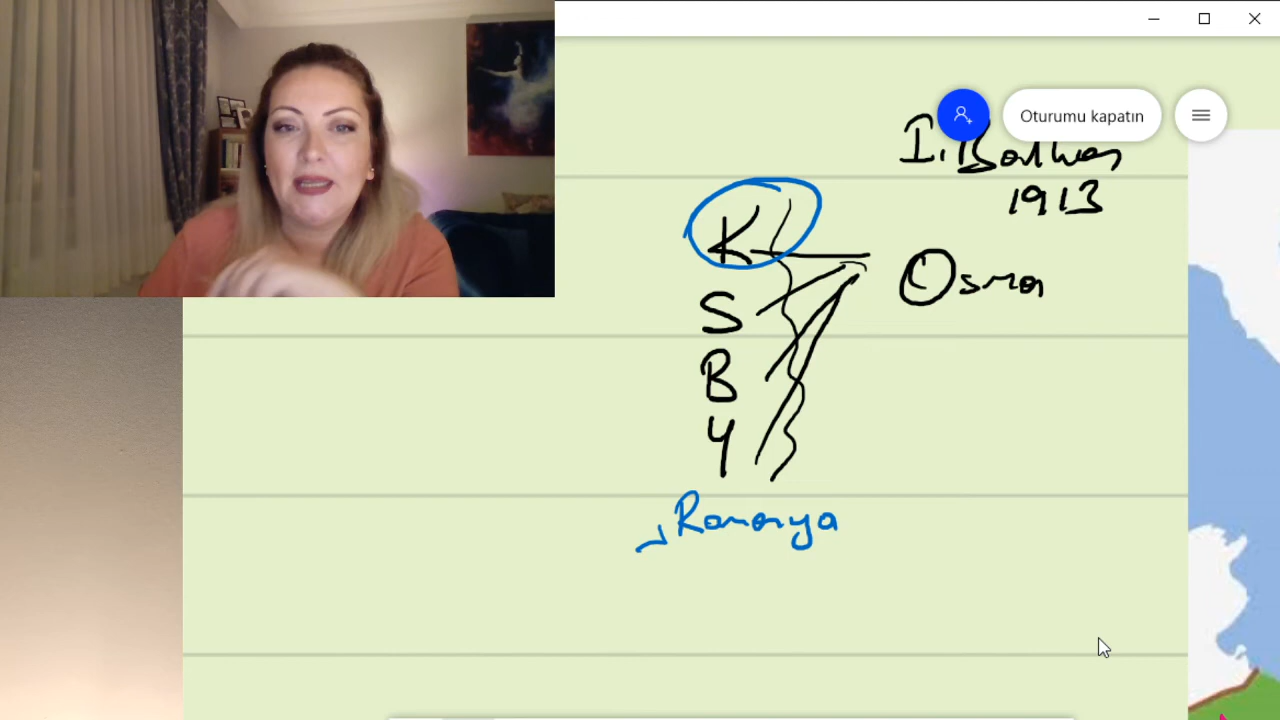 Oturumu kapatın
I. Balkan
1913
K
S
B
Y
Osma
Romanya